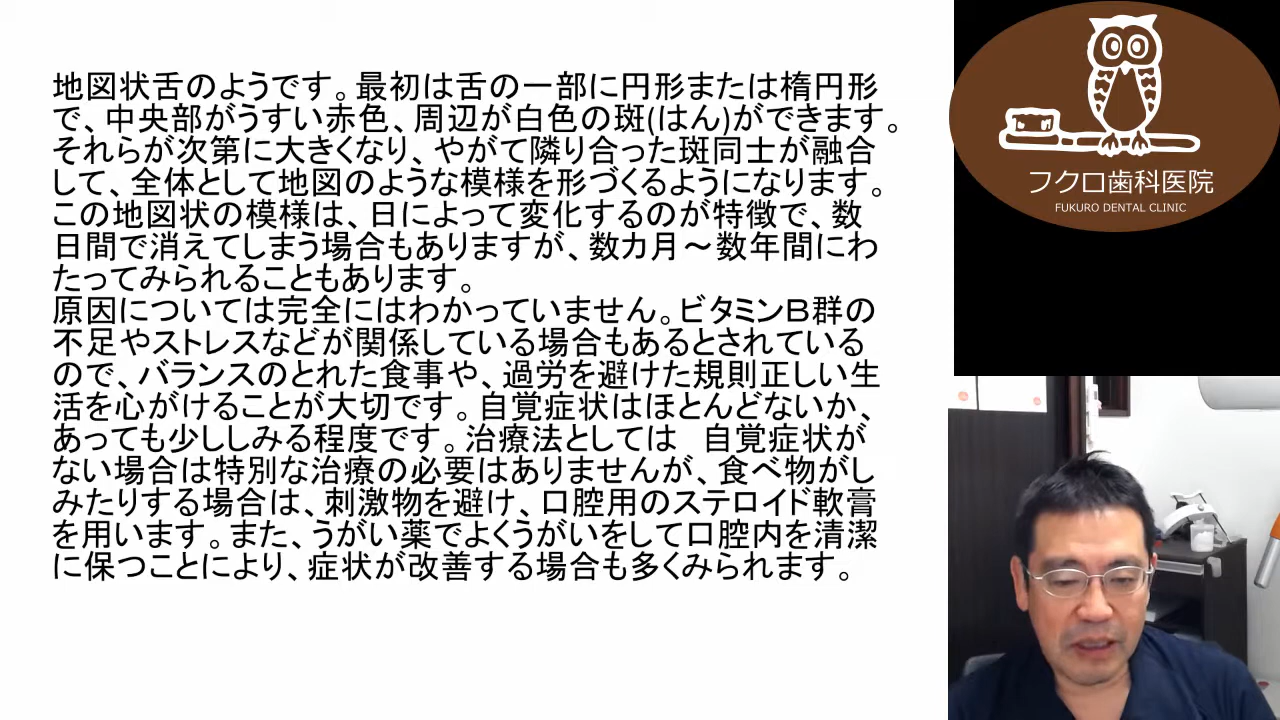 地図状舌のようです。最初は舌の一部に円形または楕円形
で、中央部がうすい赤色、周辺が白色の斑(はん)ができます。
それらが次第に大きくなり、やがて隣り合った斑同士が融合
して、全体として地図のような模様を形づくるようになります。
この地図状の模様は、日によって変化するのが特徴で、数
日間で消えてしまう場合もありますが、数カ月～数年間にわ
たってみられることもあります。
原因については完全にはわかっていません。ビタミンB群の
不足やストレスなどが関係している場合もあるとされている
ので、バランスのとれた食事や、過労を避けた規則正しい生
活を心がけることが大切です。自覚症状はほとんどないか、
あっても少ししみる程度です。治療法としては　自覚症状が
ない場合は特別な治療の必要はありませんが、食べ物がし
みたりする場合は、刺激物を避け、口腔用のステロイド軟膏
を用います。また、うがい薬でよくうがいをして口腔内を清潔
に保つことにより、症状が改善する場合も多くみられます。
フクロ歯科医院
FUKURO DENTAL CLINIC